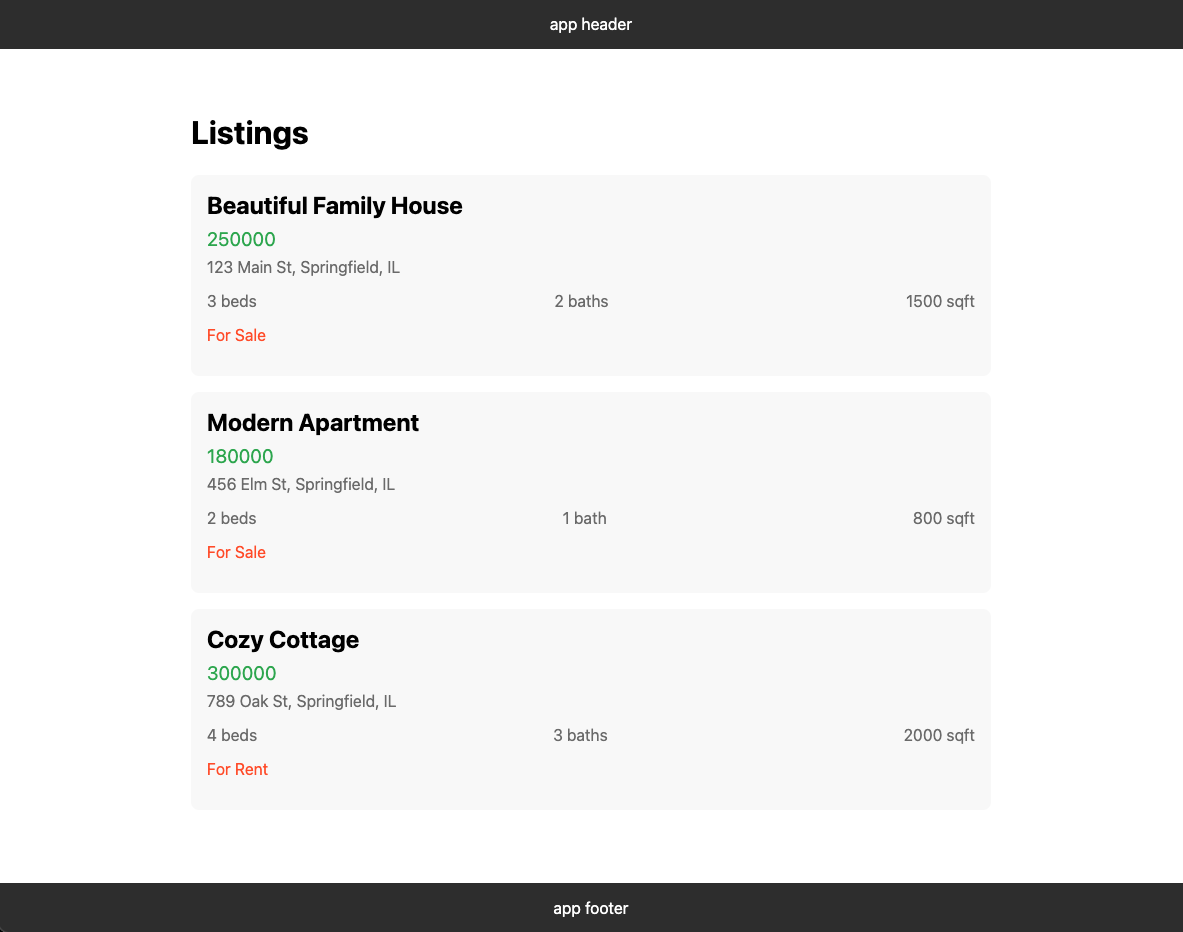 app header
Listings
Beautiful Family House
250000
123 Main St, Springfield, IL
3 beds 2 baths 1500 sqft
For Sale
Modern Apartment
180000
456 Elm St, Springfield, IL
2 beds 1 bath 800 sqft
For Sale
Cozy Cottage
300000
789 Oak St, Springfield, IL
4 beds 3 baths 2000 sqft
For Rent
app footer